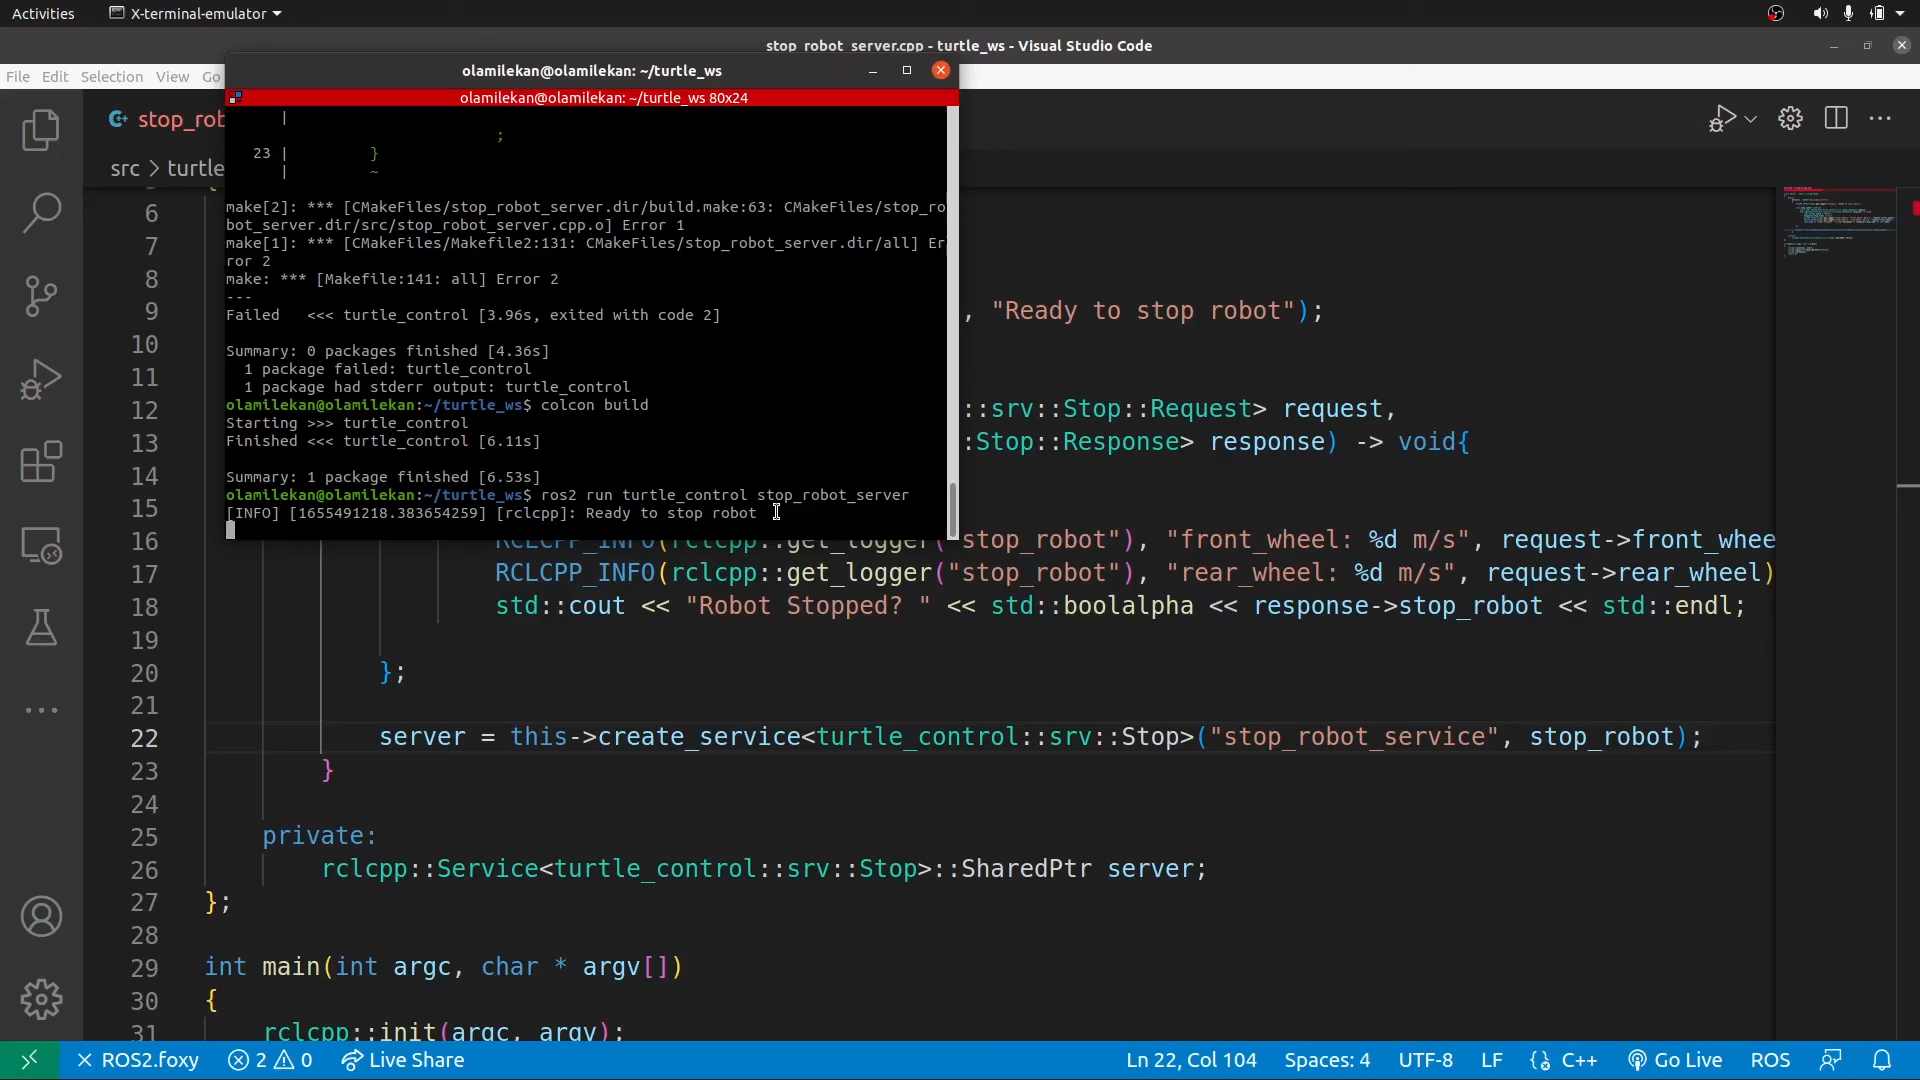 Activities
X-terminal-emulator
stop_robot_server.cpp - turtle_ws - Visual Studio Code
File Edit Selection View Go
olamilekan@olamilekan: ~/turtle_ws
olamilekan@olamilekan: ~/turtle_ws 80x24
|
;
23 | }
| ~
make[2]: *** [CMakeFiles/stop_robot_server.dir/build.make:63: CMakeFiles/stop_ro
bot_server.dir/src/stop_robot_server.cpp.o] Error 1
make[1]: *** [CMakeFiles/Makefile2:131: CMakeFiles/stop_robot_server.dir/all] Er
ror 2
make: *** [Makefile:141: all] Error 2
---
Failed   <<< turtle_control [3.96s, exited with code 2]
Summary: 0 packages finished [4.36s]
1 package failed: turtle_control
1 package had stderr output: turtle_control
olamilekan@olamilekan:~/turtle_ws$ colcon build
Starting >>> turtle_control
Finished <<< turtle_control [6.11s]
Summary: 1 package finished [6.53s]
olamilekan@olamilekan:~/turtle_ws$ ros2 run turtle_control stop_robot_server
[INFO] [1655491218.383654259] [rclcpp]: Ready to stop robot
stop_rob
src > turtle
6
7
8
9 , "Ready to stop robot");
10
11
12 ::srv::Stop::Request> request,
13 :Stop::Response> response) -> void{
14
15
16 RCLCPP_INFO(rclcpp::get_logger("stop_robot"), "front_wheel: %d m/s", request->front_whee
17 RCLCPP_INFO(rclcpp::get_logger("stop_robot"), "rear_wheel: %d m/s", request->rear_wheel)
18 std::cout << "Robot Stopped? " << std::boolalpha << response->stop_robot << std::endl;
19
20 };
21
22 server = this->create_service<turtle_control::srv::Stop>("stop_robot_service", stop_robot);
23 }
24
25 private:
26 rclcpp::Service<turtle_control::srv::Stop>::SharedPtr server;
27 };
28
29 int main(int argc, char * argv[])
30 {
31 rclcpp::init(argc, argv);
ROS2.foxy 2 0 Live Share Ln 22, Col 104 Spaces: 4 UTF-8 LF C++ Go Live ROS